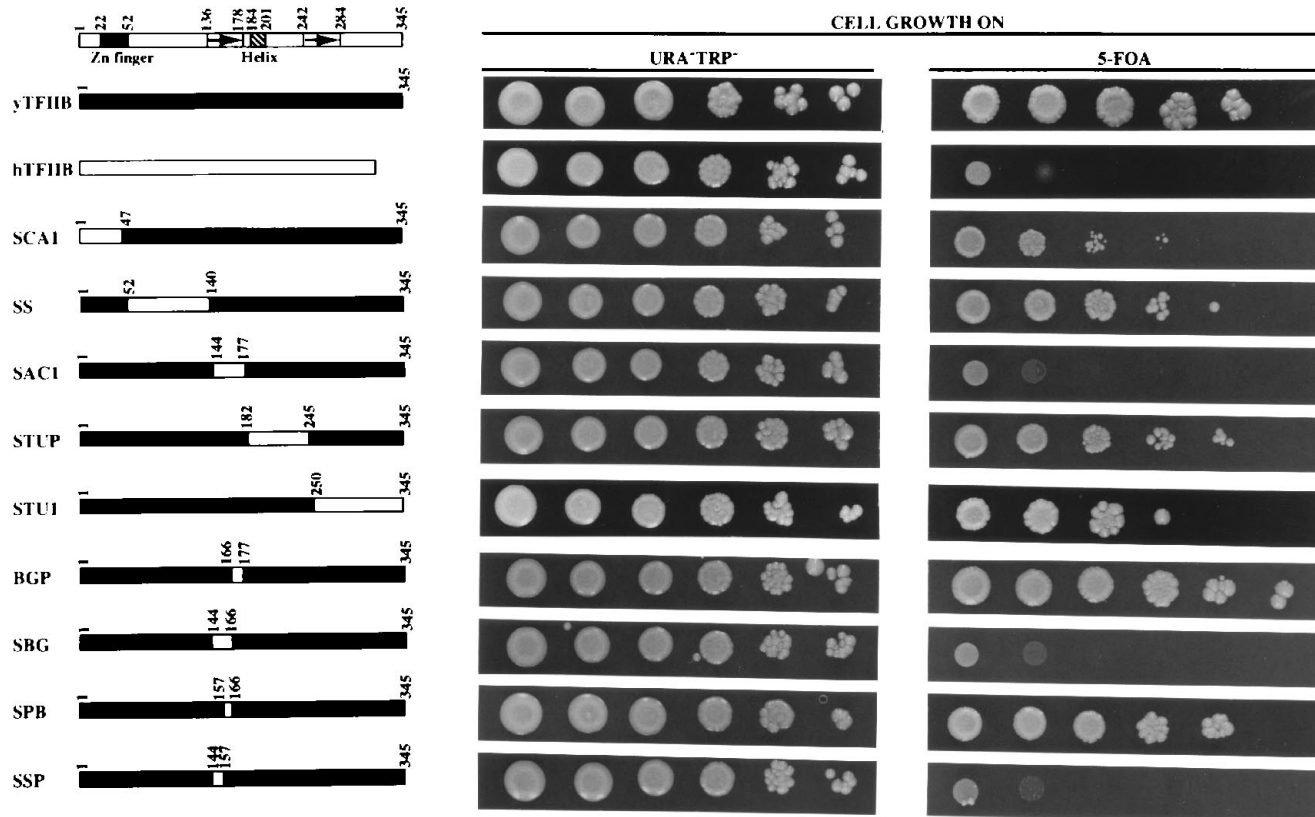 1 22 52 136 178 184 201 242 284 345
CELL GROWTH ON
Zn finger Helix
URA⁻TRP⁻ 5-FOA
1 345
yTFIIB
hTFIIB
1 47 345
SCA1
1 52 140 345
SS
1 144 177 345
SAC1
1 182 245 345
STUP
1 250 345
STU1
1 166 177 345
BGP
1 144 166 345
SBG
1 157 166 345
SPB
1 144 157 345
SSP